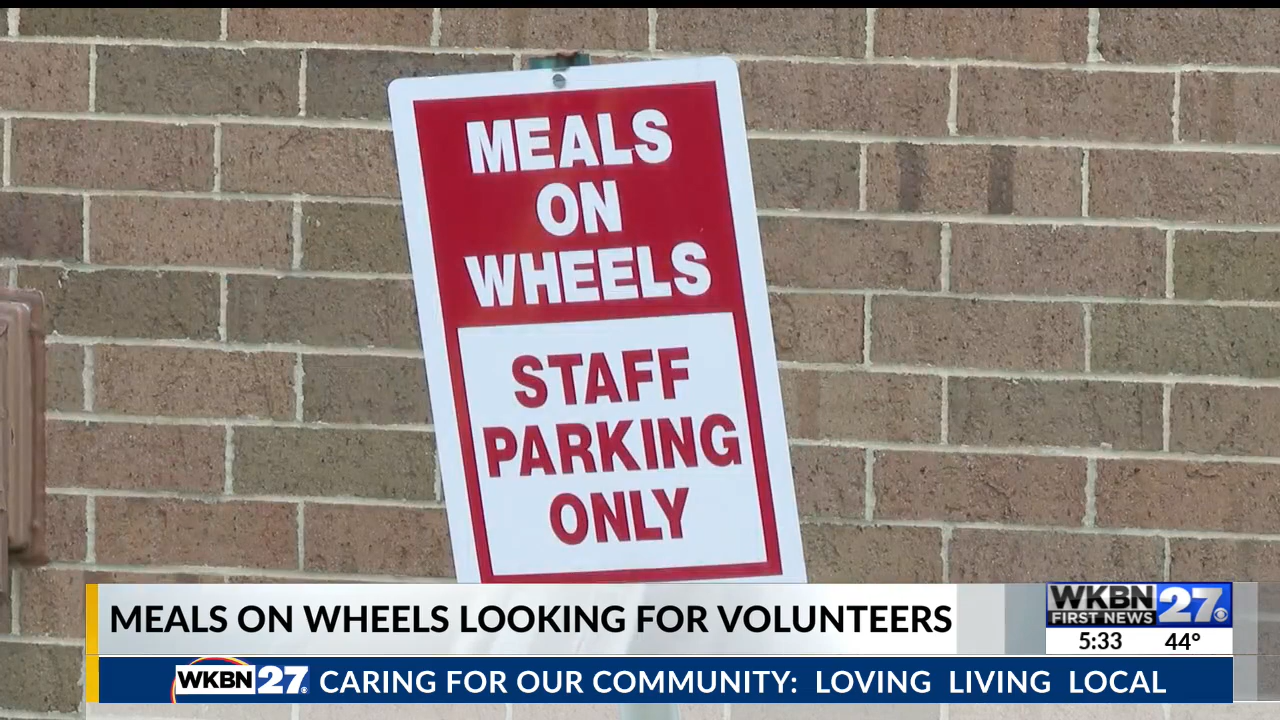 MEALS
ON
WHEELS
STAFF
PARKING
ONLY
MEALS ON WHEELS LOOKING FOR VOLUNTEERS
WKBN 27
FIRST NEWS
5:33 44°
WKBN 27 CARING FOR OUR COMMUNITY: LOVING LIVING LOCAL